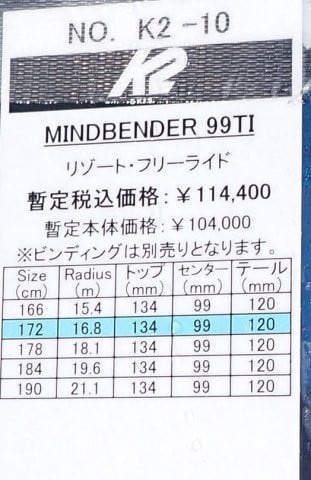 NO. K2-10
K2
SKIS
MINDBENDER 99TI
リゾート・フリーライド
暫定税込価格：￥114,400
暫定本体価格：￥104,000
※ビンディングは別売りとなります。
Size (cm) Radius (m) トップ (mm) センター (mm) テール (mm)
166 15.4 134 99 120
172 16.8 134 99 120
178 18.1 134 99 120
184 19.6 134 99 120
190 21.1 134 99 120